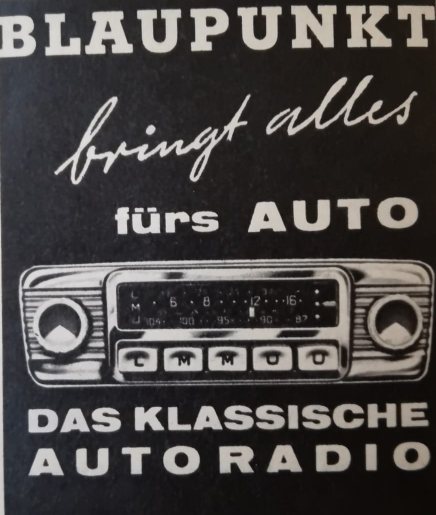 BLAUPUNKT
bringt alles
fürs AUTO
L
M · 6 · 8 · · 12 · 16 ·
U 104 · 100 · 95 · 90 · 87
L M M U U
DAS KLASSISCHE
AUTORADIO